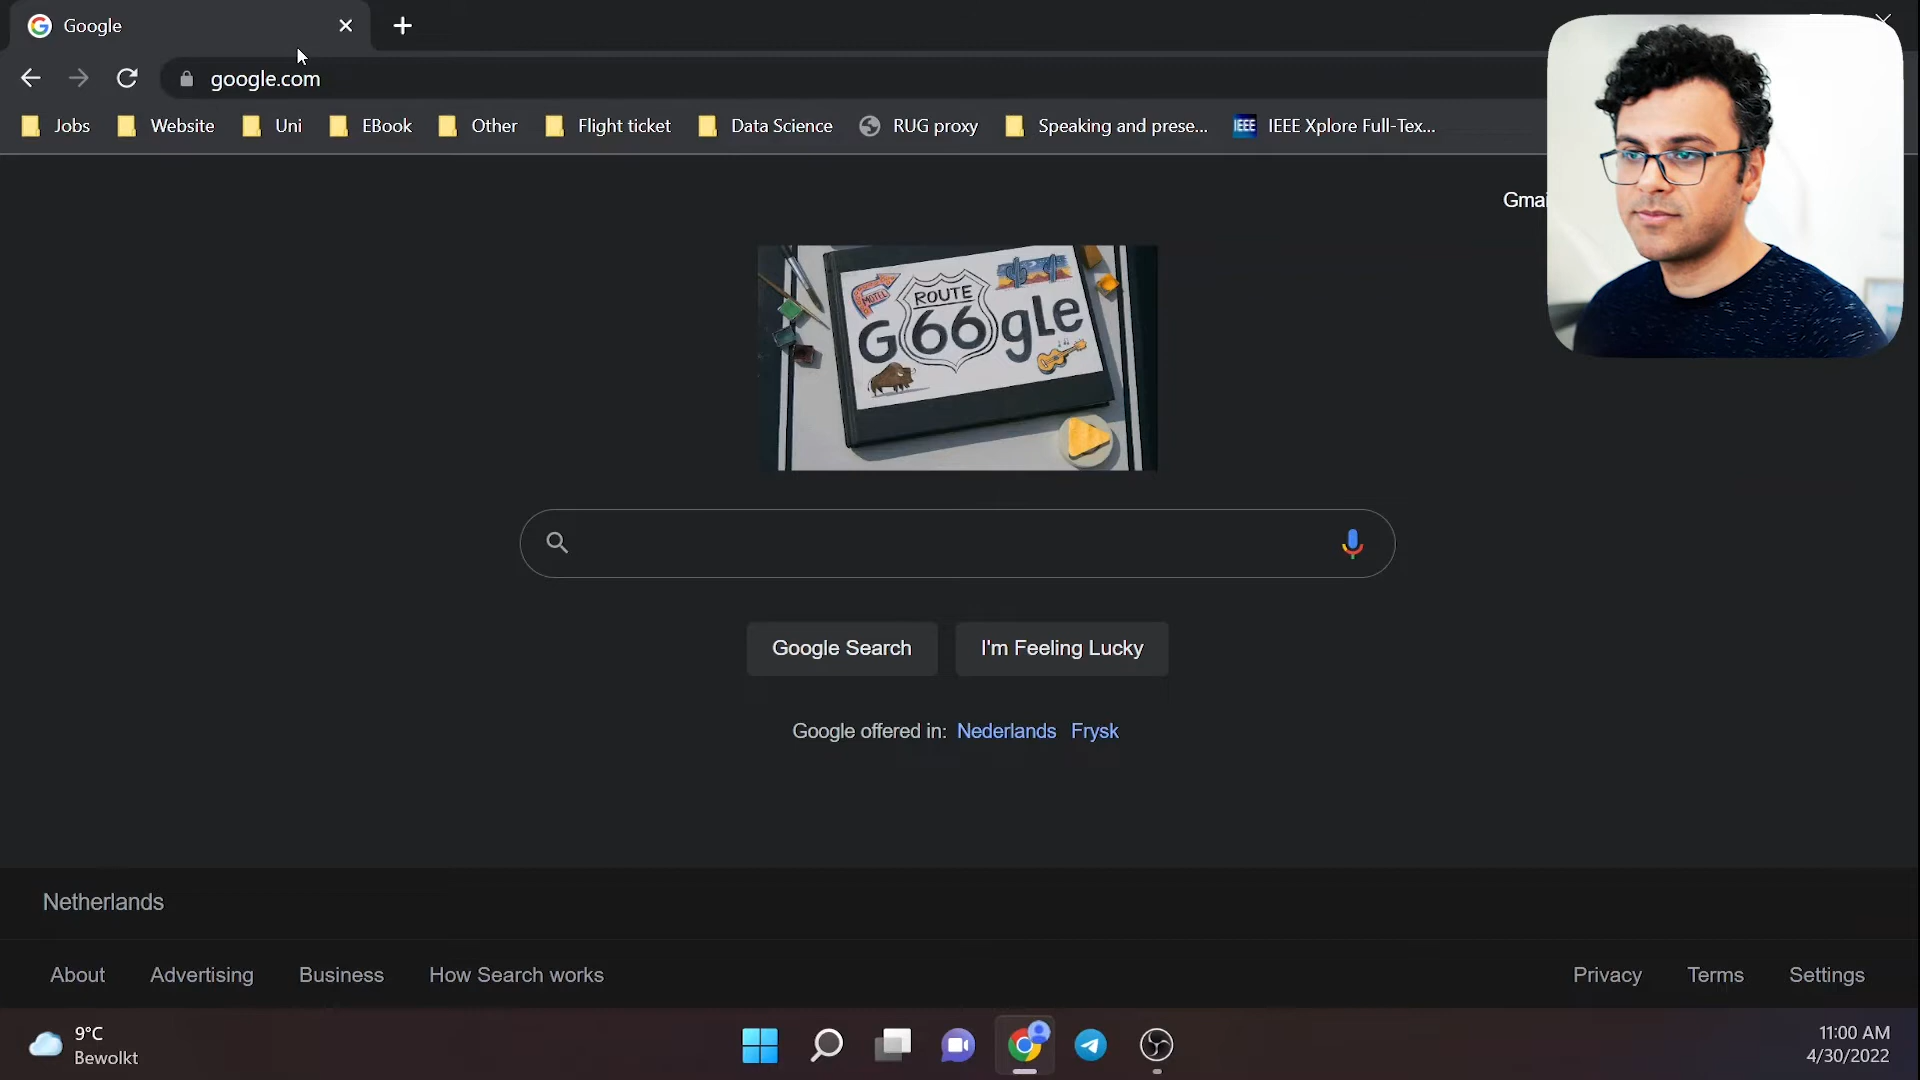 Google
google.com
Jobs Website Uni EBook Other Flight ticket Data Science RUG proxy Speaking and prese... IEEE IEEE Xplore Full-Tex...
Gmai
MOTEL
ROUTE
G66gle
Google Search I'm Feeling Lucky
Google offered in: Nederlands Frysk
Netherlands
About Advertising Business How Search works Privacy Terms Settings
9°C
Bewolkt
11:00 AM
4/30/2022